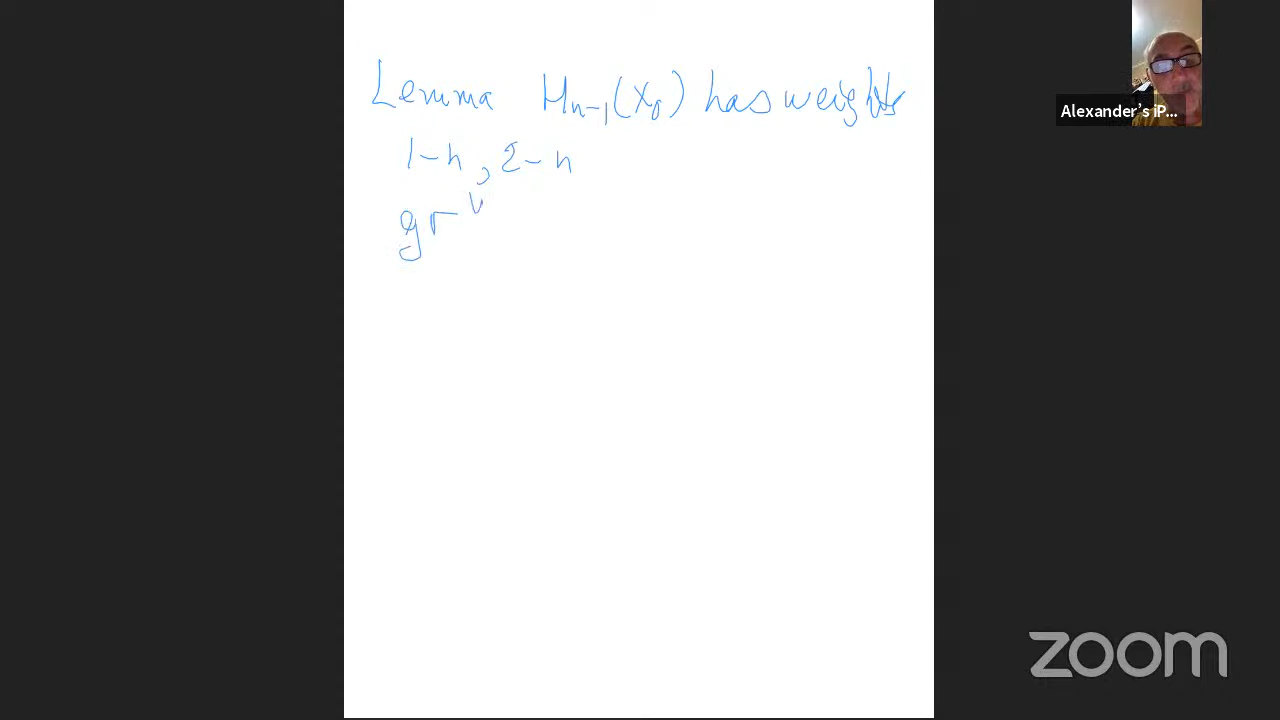 Lemma H_{n-1}(X_0) has weights
1-n, 2-n
gr^w
Alexander's iP...
zoom